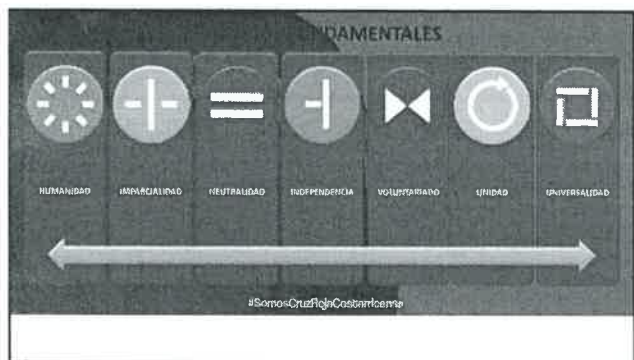 NDAMENTALES
HUMANIDAD IMPARCIALIDAD NEUTRALIDAD INDEPENDENCIA VOLUNTARIADO UNIDAD UNIVERSALIDAD
#SomosCruzRojaCostarricense